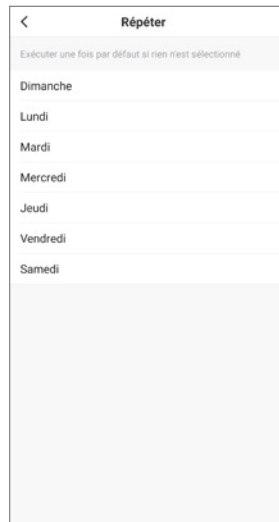 Répéter
Exécuter une fois par défaut si rien n'est sélectionné
Dimanche
Lundi
Mardi
Mercredi
Jeudi
Vendredi
Samedi